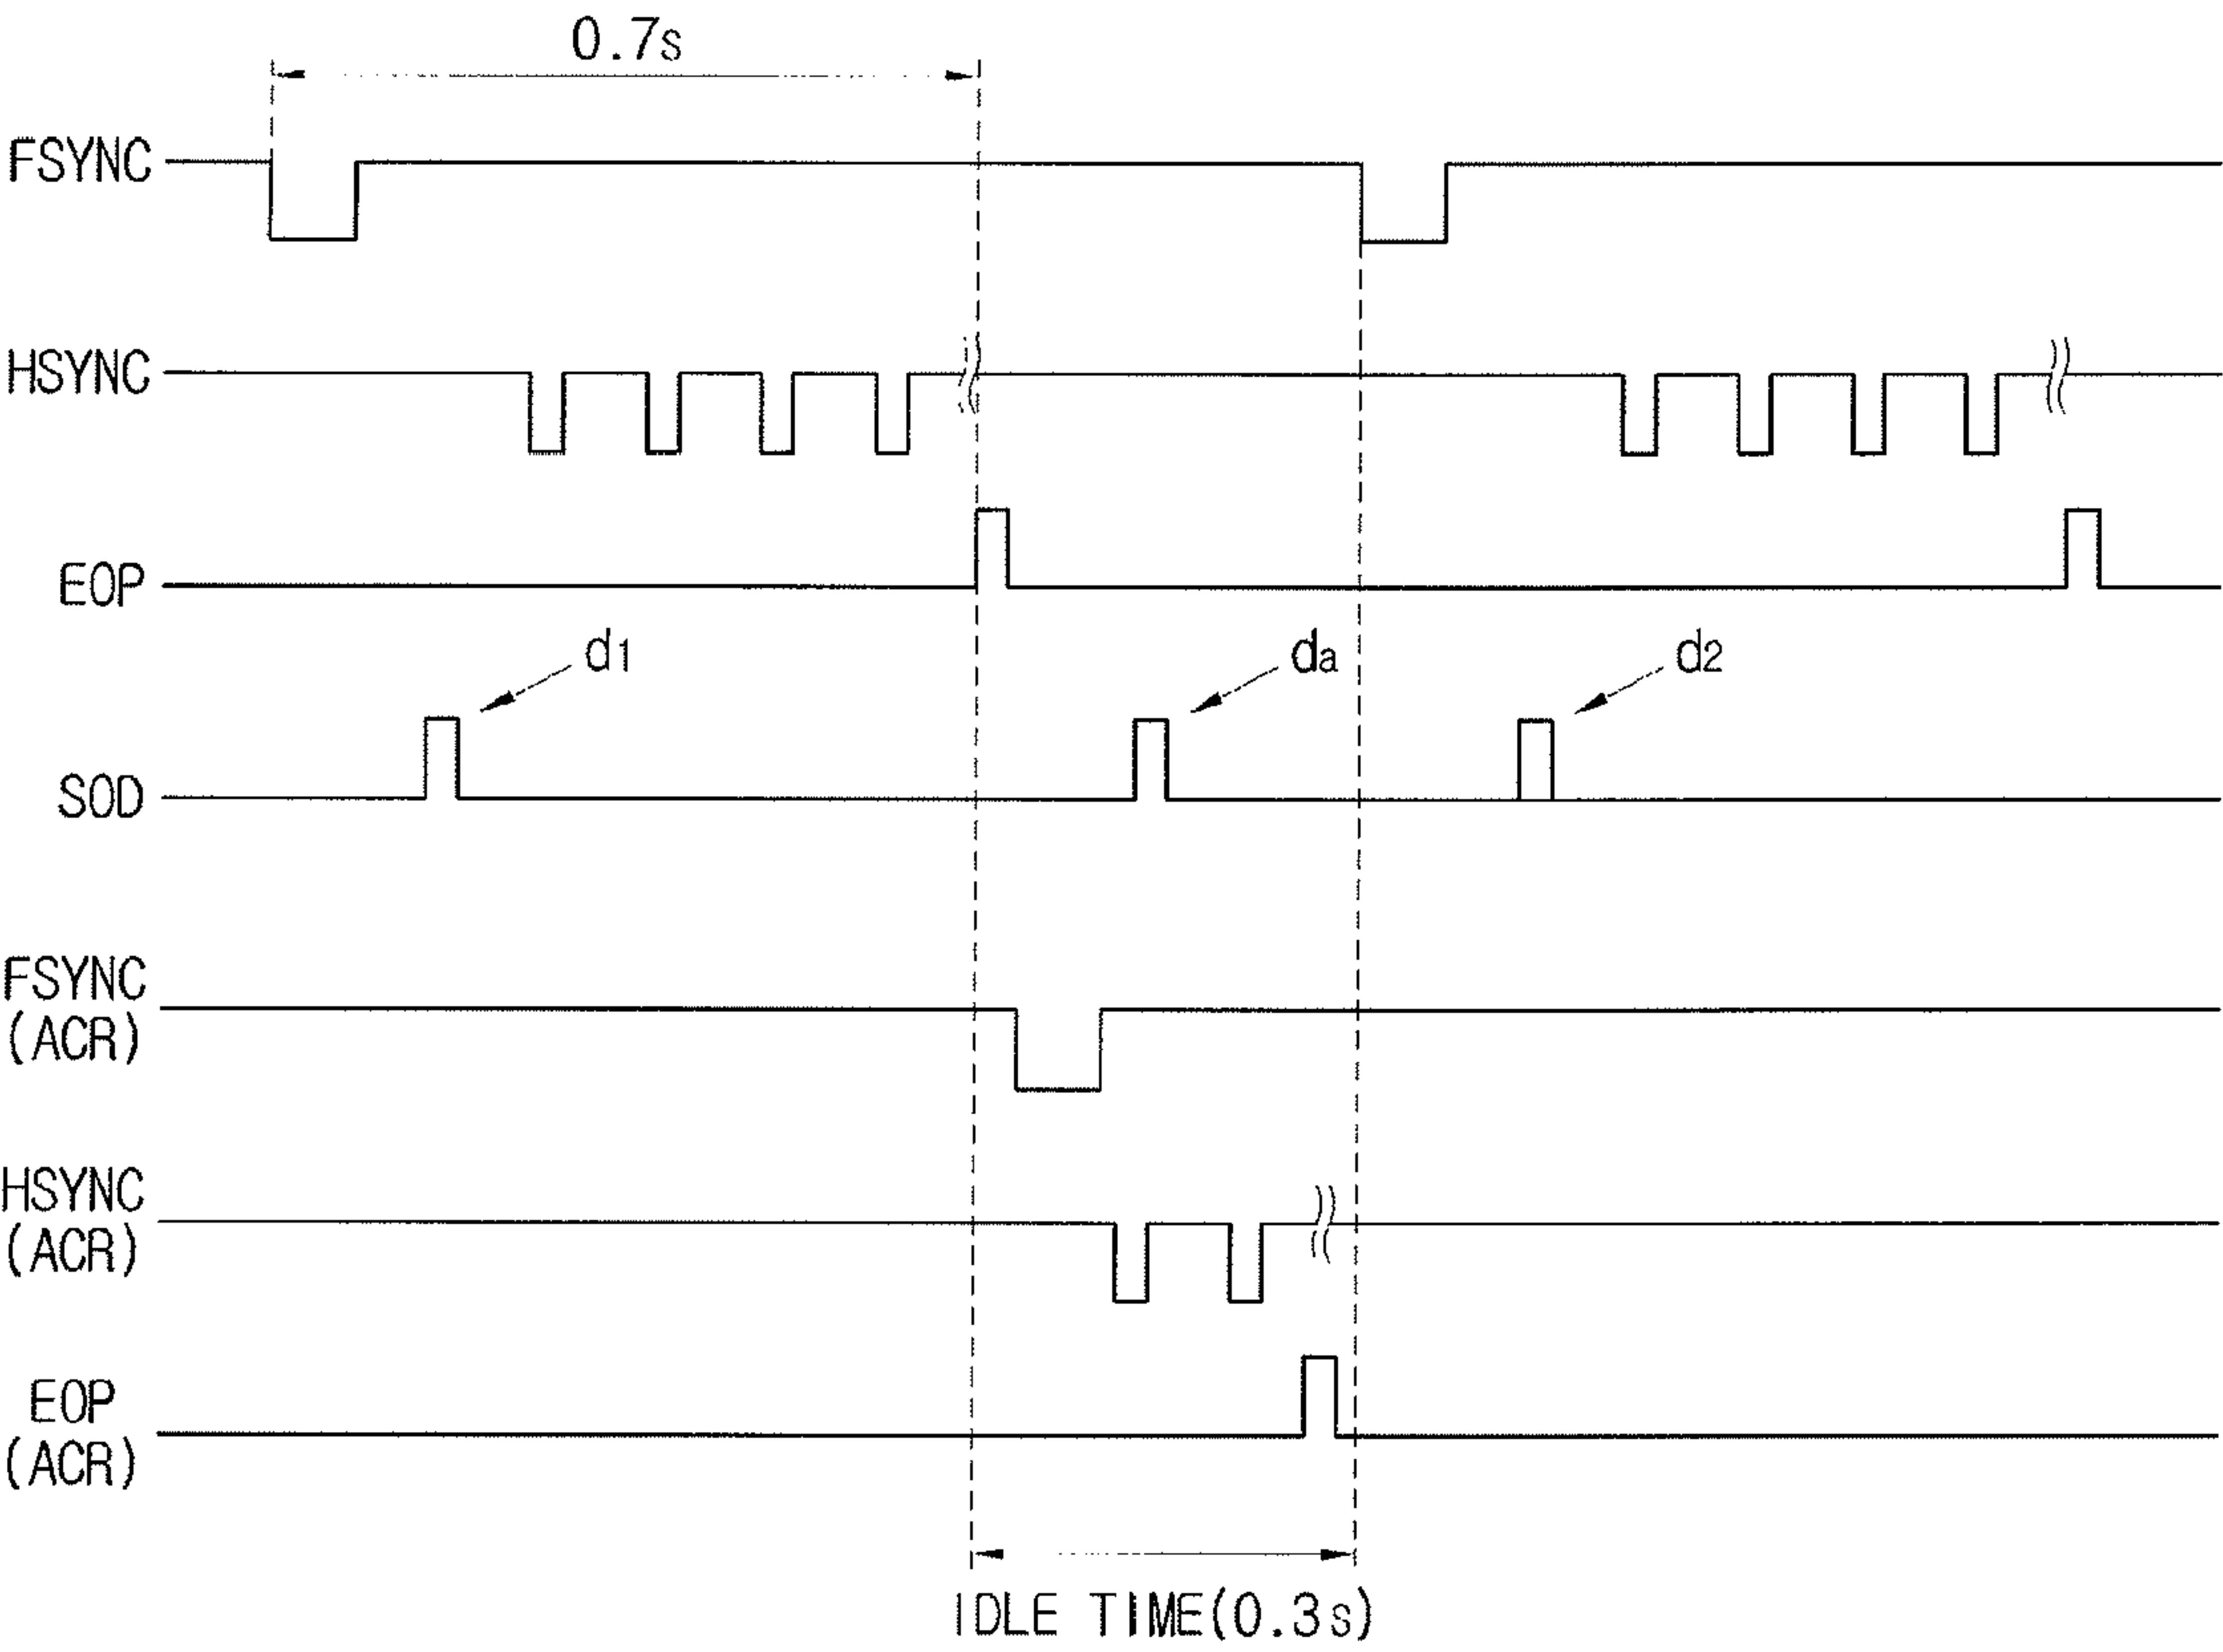 0.7s
FSYNC
HSYNC
EOP
d1
da
d2
SOD
FSYNC
(ACR)
HSYNC
(ACR)
EOP
(ACR)
IDLE TIME(0.3s)